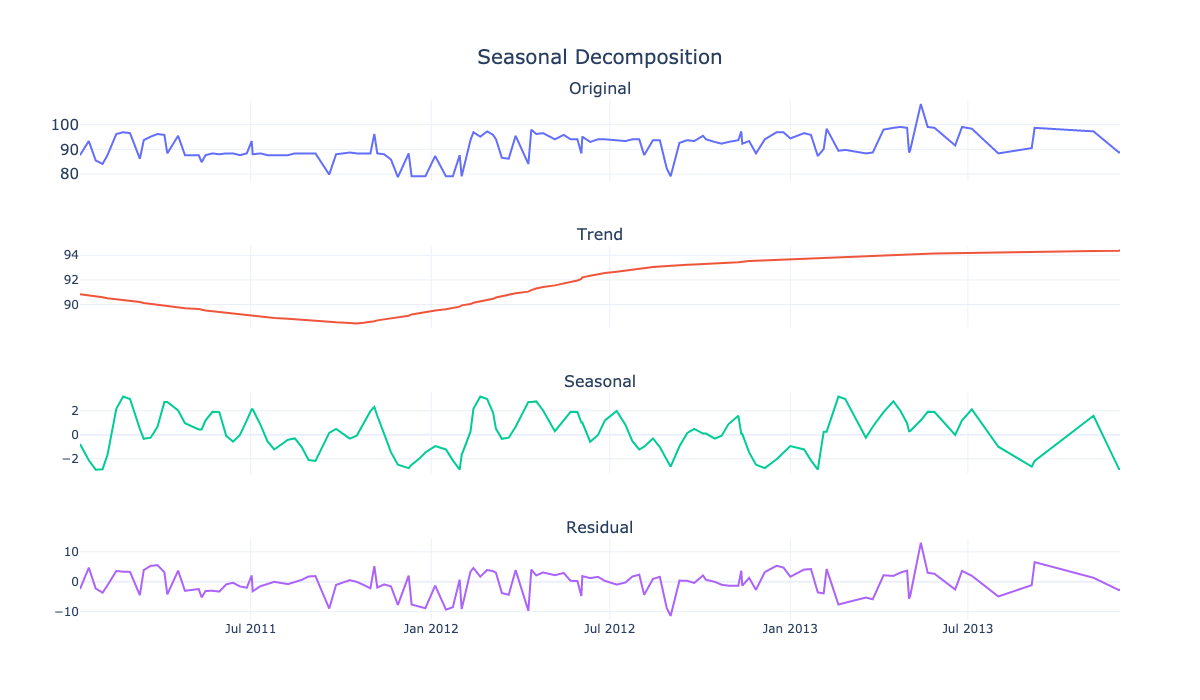 Seasonal Decomposition
Original
100
90
80
Trend
94
92
90
Seasonal
2
0
−2
Residual
10
0
−10
Jul 2011
Jan 2012
Jul 2012
Jan 2013
Jul 2013